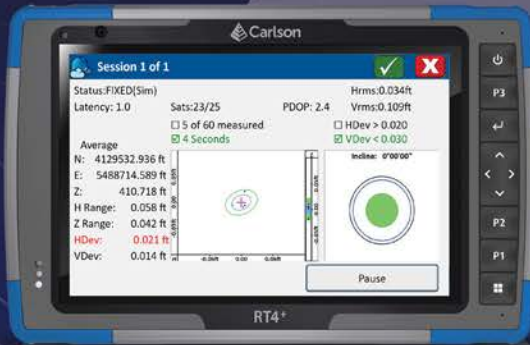 Carlson
Session 1 of 1
Status:FIXED(Sim)
Hrms:0.034ft
Latency: 1.0
Sats:23/25
PDOP: 2.4
Vrms:0.109ft
5 of 60 measured
HDev > 0.020
4 Seconds
VDev < 0.030
Average
N: 4129532.936 ft
E: 5488714.589 ft
Z: 410.718 ft
H Range: 0.058 ft
Z Range: 0.042 ft
HDev: 0.021 ft
VDev: 0.014 ft
Incline: 0°00'00"
0.00
Pause
P3
P2
P1
RT4+